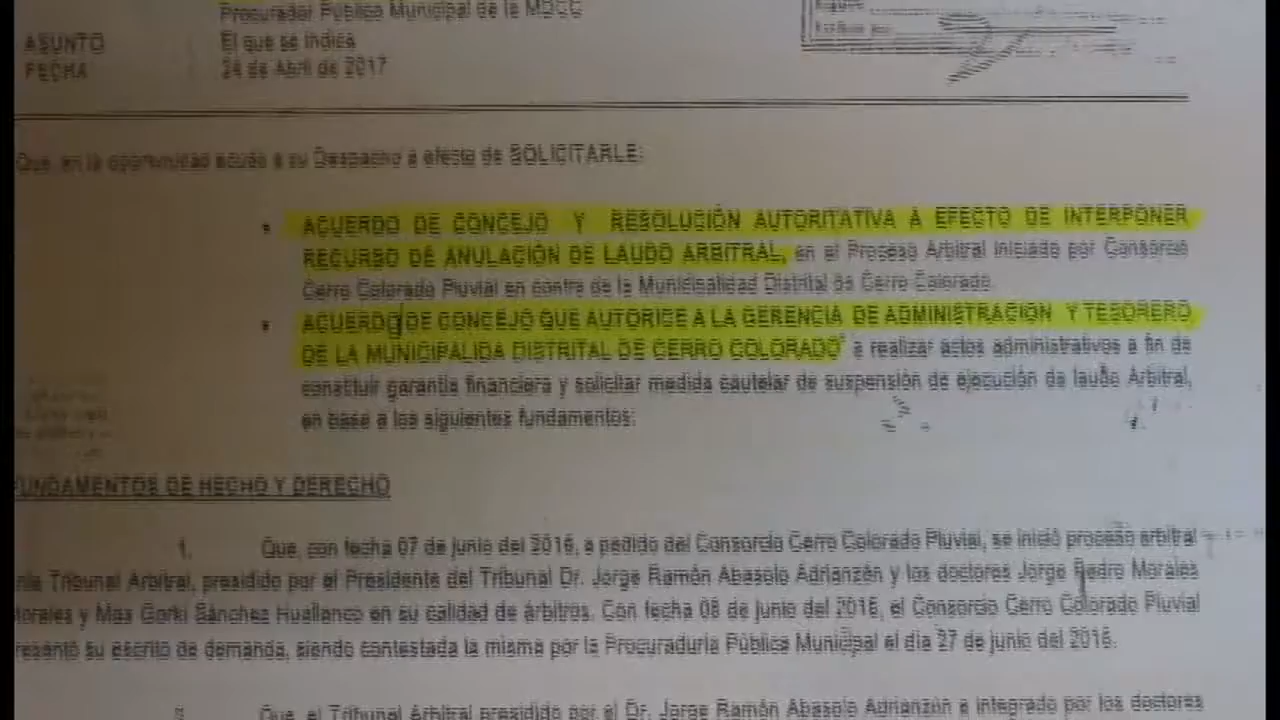 Procurador Público Municipal de la MDCC
ASUNTO El que se indica
FECHA 24 de Abril de 2017
Que, en la oportunidad acudo a su Despacho a efecto de SOLICITARLE:
• ACUERDO DE CONCEJO Y RESOLUCIÓN AUTORITATIVA A EFECTO DE INTERPONER
RECURSO DE ANULACIÓN DE LAUDO ARBITRAL, en el Proceso Arbitral iniciado por Consorcio
Cerro Colorado Pluvial en contra de la Municipalidad Distrital de Cerro Colorado.
• ACUERDO DE CONCEJO QUE AUTORICE A LA GERENCIA DE ADMINISTRACION Y TESORERO
DE LA MUNICIPALIDA DISTRITAL DE CERRO COLORADO" a realizar actos administrativos a fin de
constituir garantía financiera y solicitar medida cautelar de suspensión de ejecución de laudo Arbitral,
en base a los siguientes fundamentos:
FUNDAMENTOS DE HECHO Y DERECHO
1. Que, con fecha 07 de junio del 2016, a pedido del Consorcio Cerro Colorado Pluvial, se inició proceso arbitral
Tribunal Arbitral, presidido por el Presidente del Tribunal Dr. Jorge Ramón Abasolo Adrianzén y los doctores Jorge Pedro Morales
Morales y Max Gorki Sánchez Huallanco en su calidad de árbitros. Con fecha 08 de junio del 2016, el Consorcio Cerro Colorado Pluvial
su escrito de demanda, siendo contestada la misma por la Procuraduría Pública Municipal el día 27 de junio del 2016.
Que, el Tribunal Arbitral presidido por el Dr. Jorge Ramón Abasolo Adrianzén e integrado por los doctores